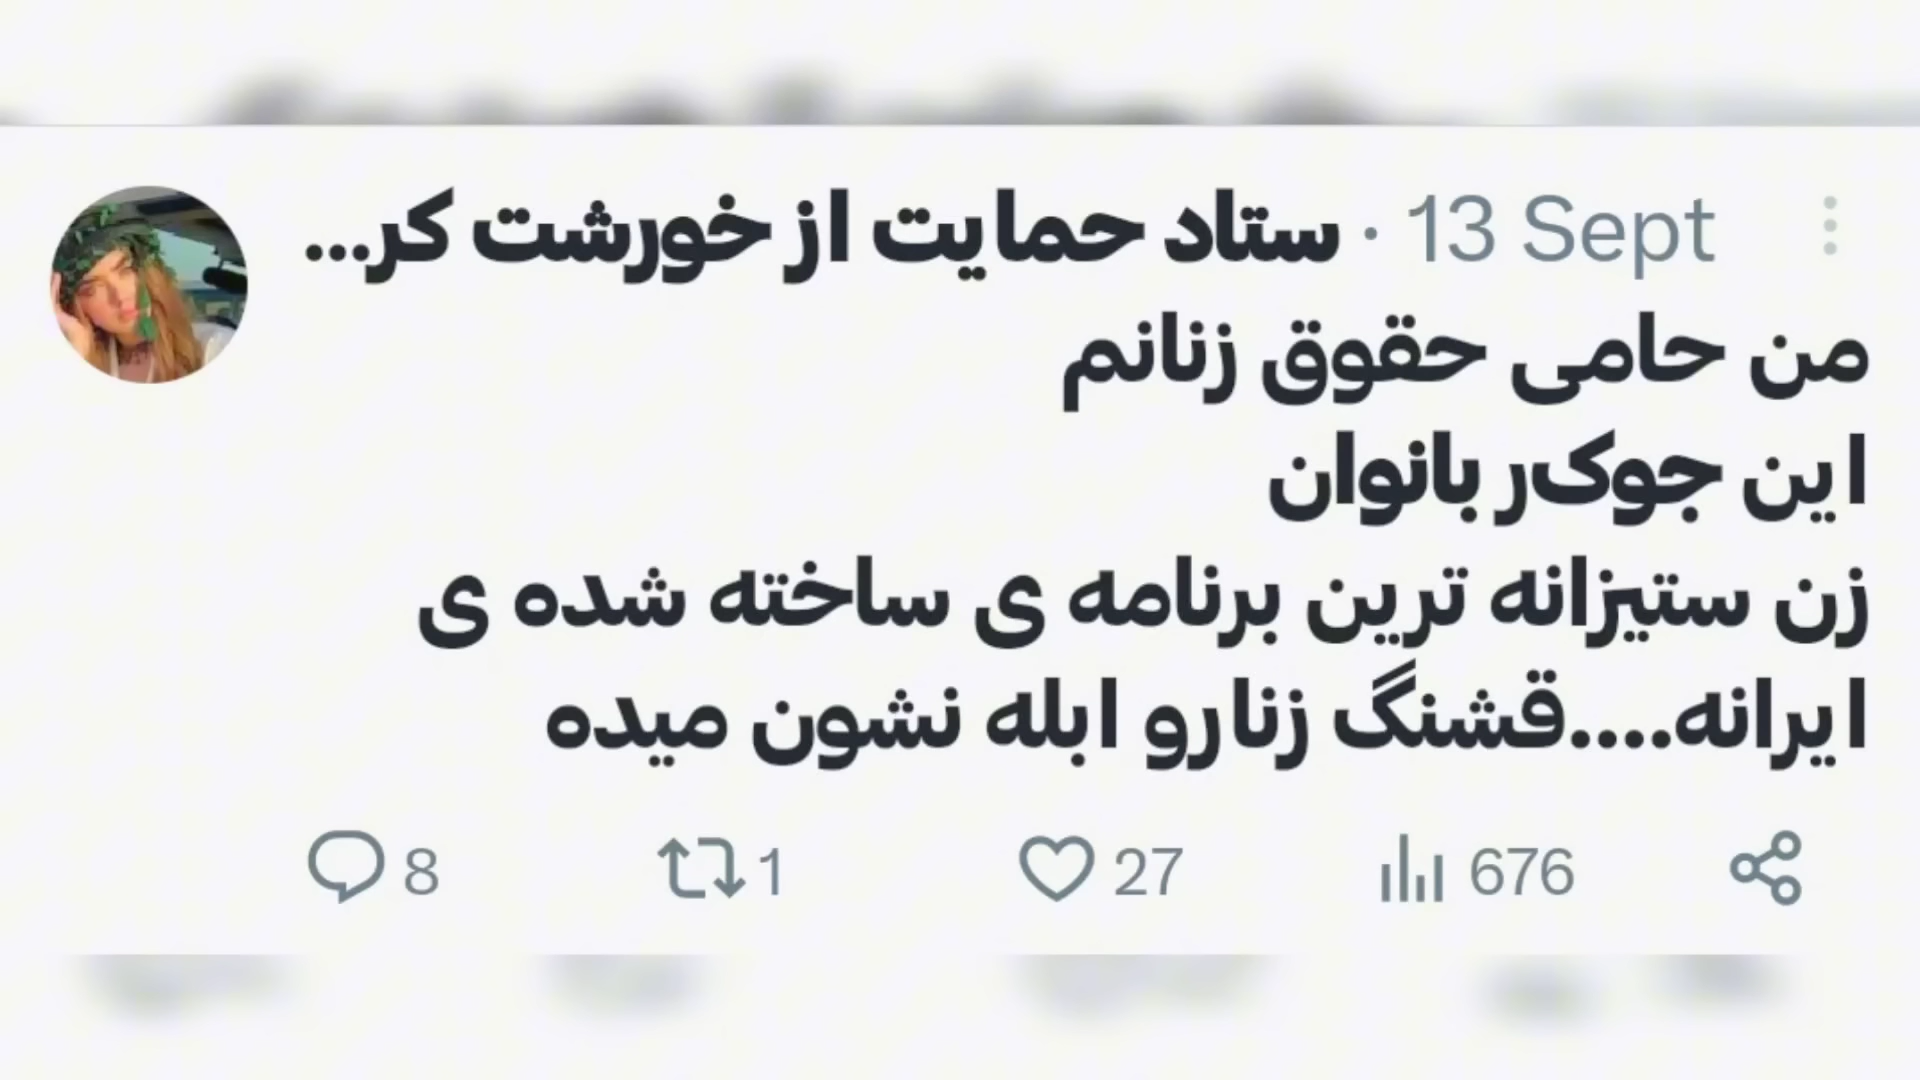 ستاد حمایت از خورشت کر... · 13 Sept
من حامی حقوق زنانم
این جوک‌ر بانوان
زن ستیزانه ترین برنامه ی ساخته شده ی
ایرانه....قشنگ زنارو ابله نشون میده
8 1 27 676